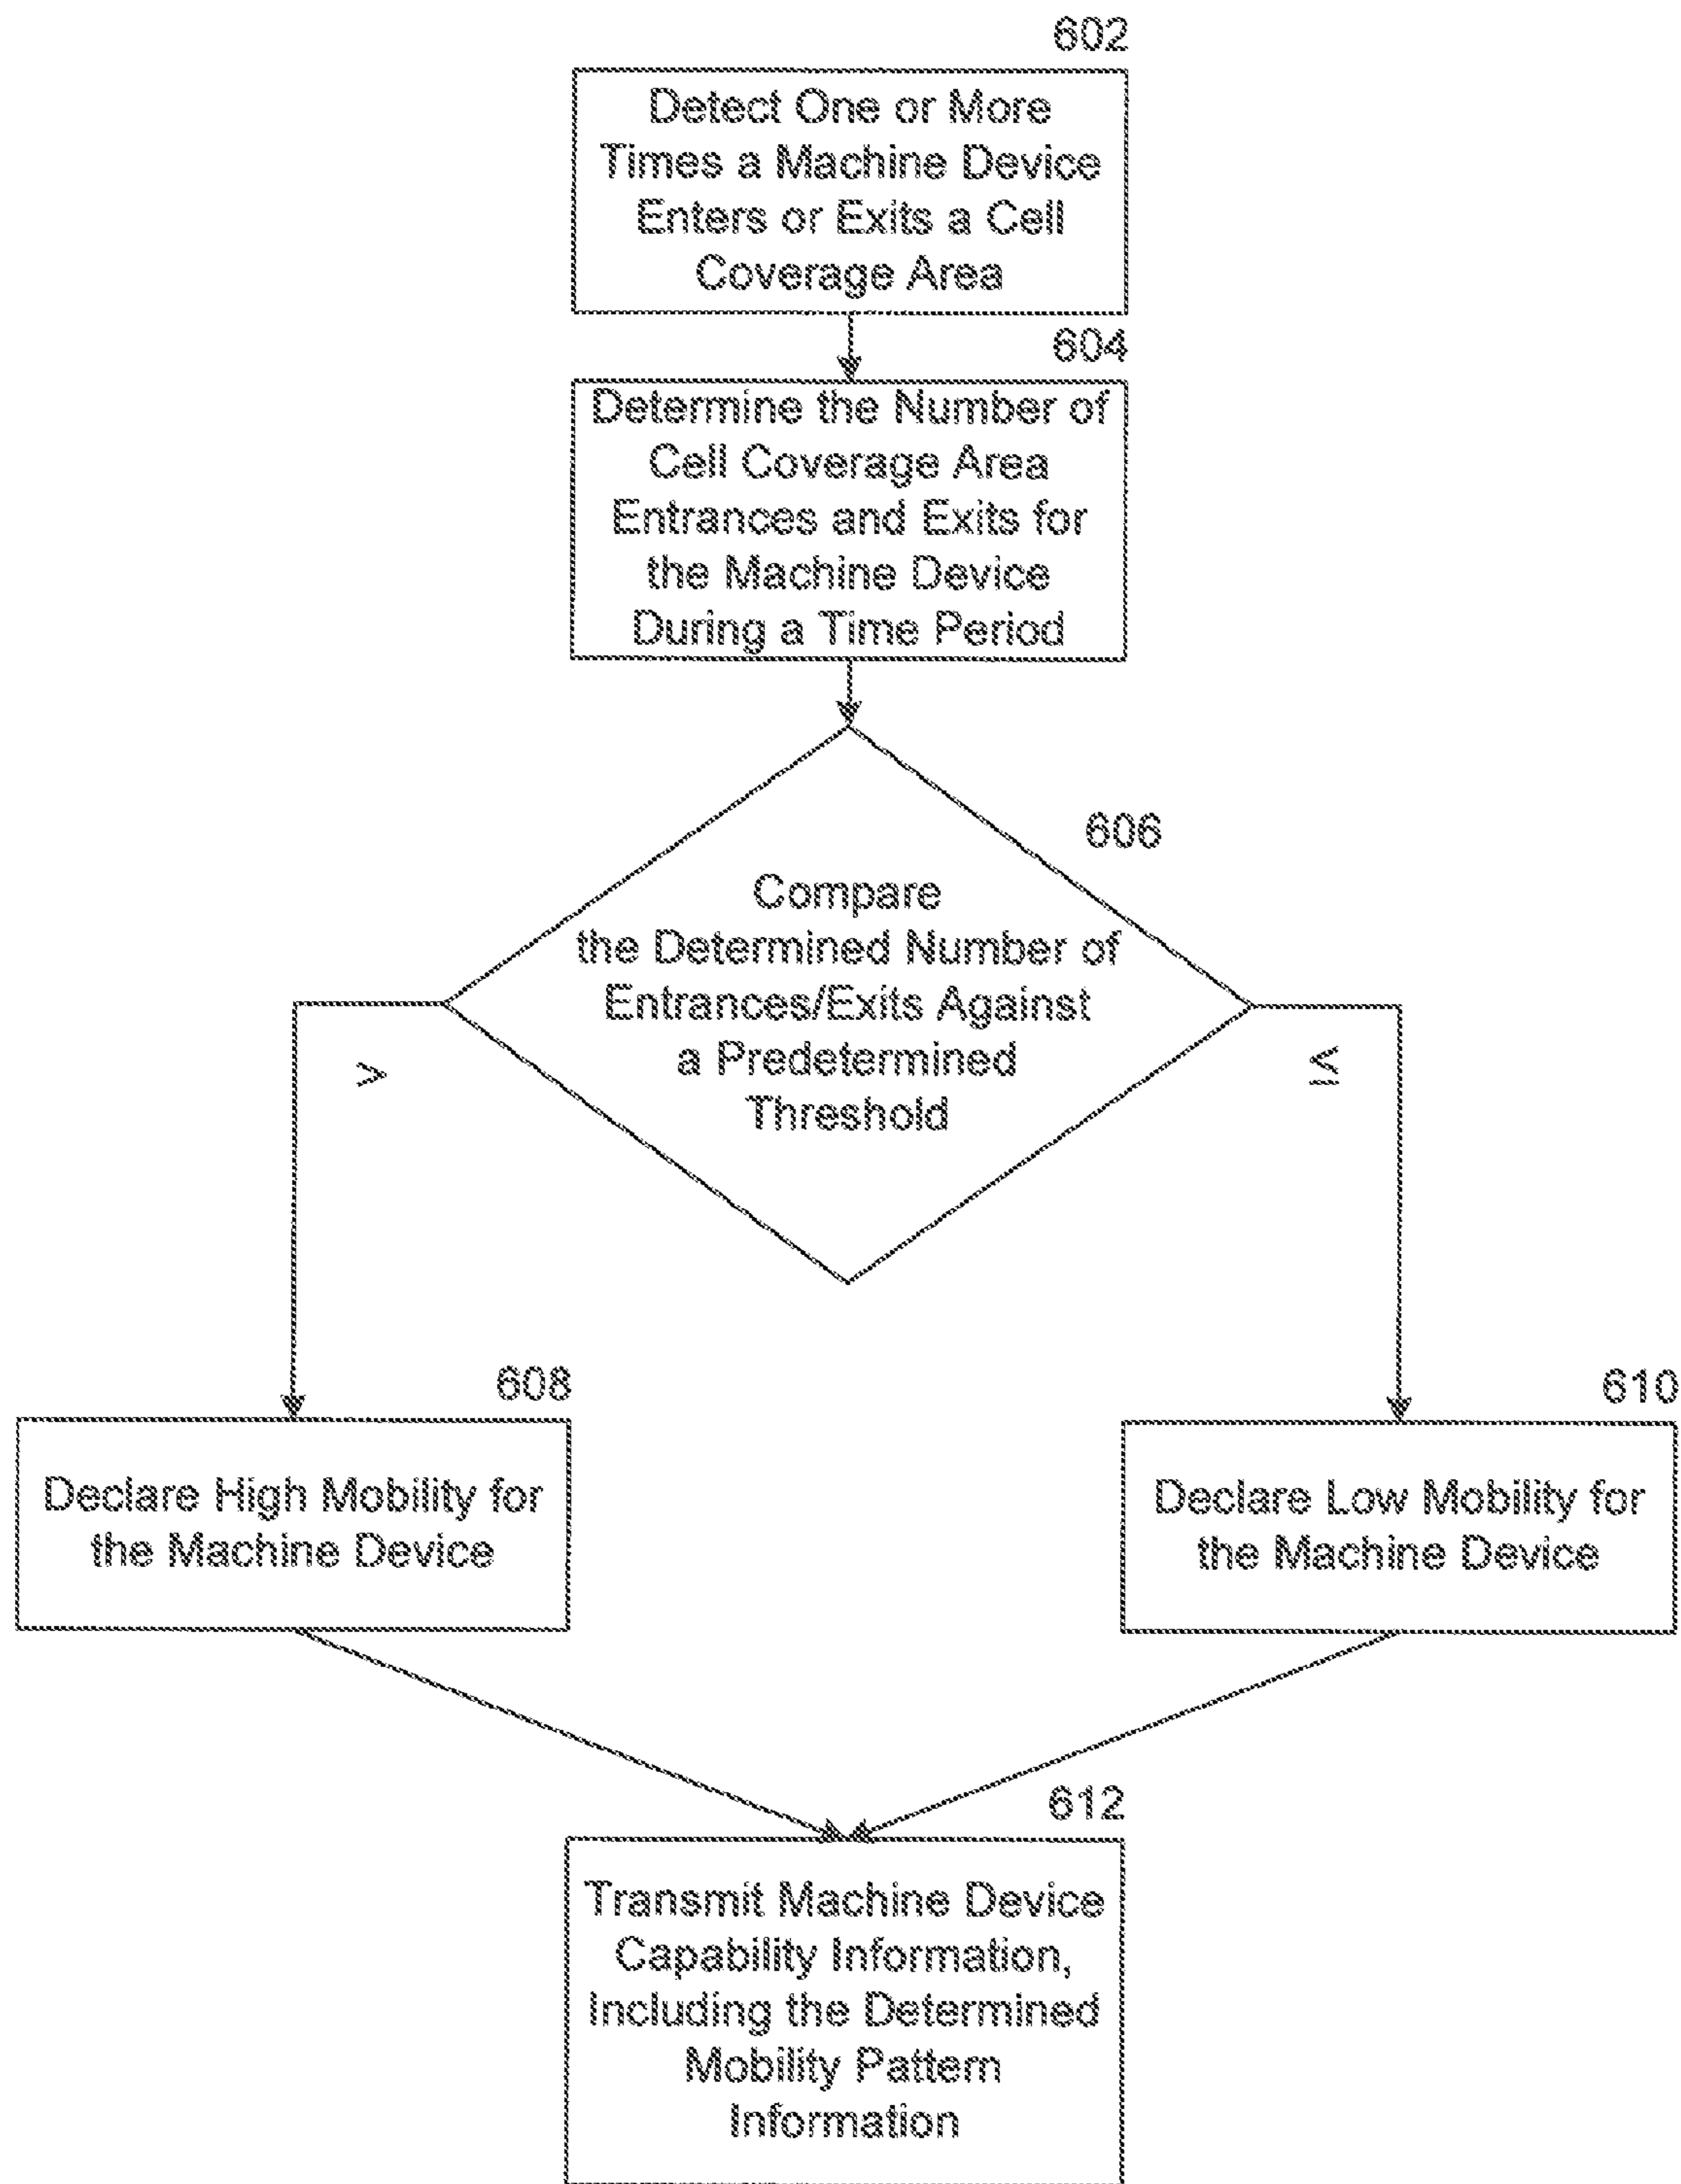 602
Detect One or More
Times a Machine Device
Enters or Exits a Cell
Coverage Area
604
Determine the Number of
Cell Coverage Area
Entrances and Exits for
the Machine Device
During a Time Period
606
Compare
the Determined Number of
Entrances/Exits Against
a Predetermined
Threshold
>
≤
608
Declare High Mobility for
the Machine Device
610
Declare Low Mobility for
the Machine Device
612
Transmit Machine Device
Capability Information,
Including the Determined
Mobility Pattern
Information